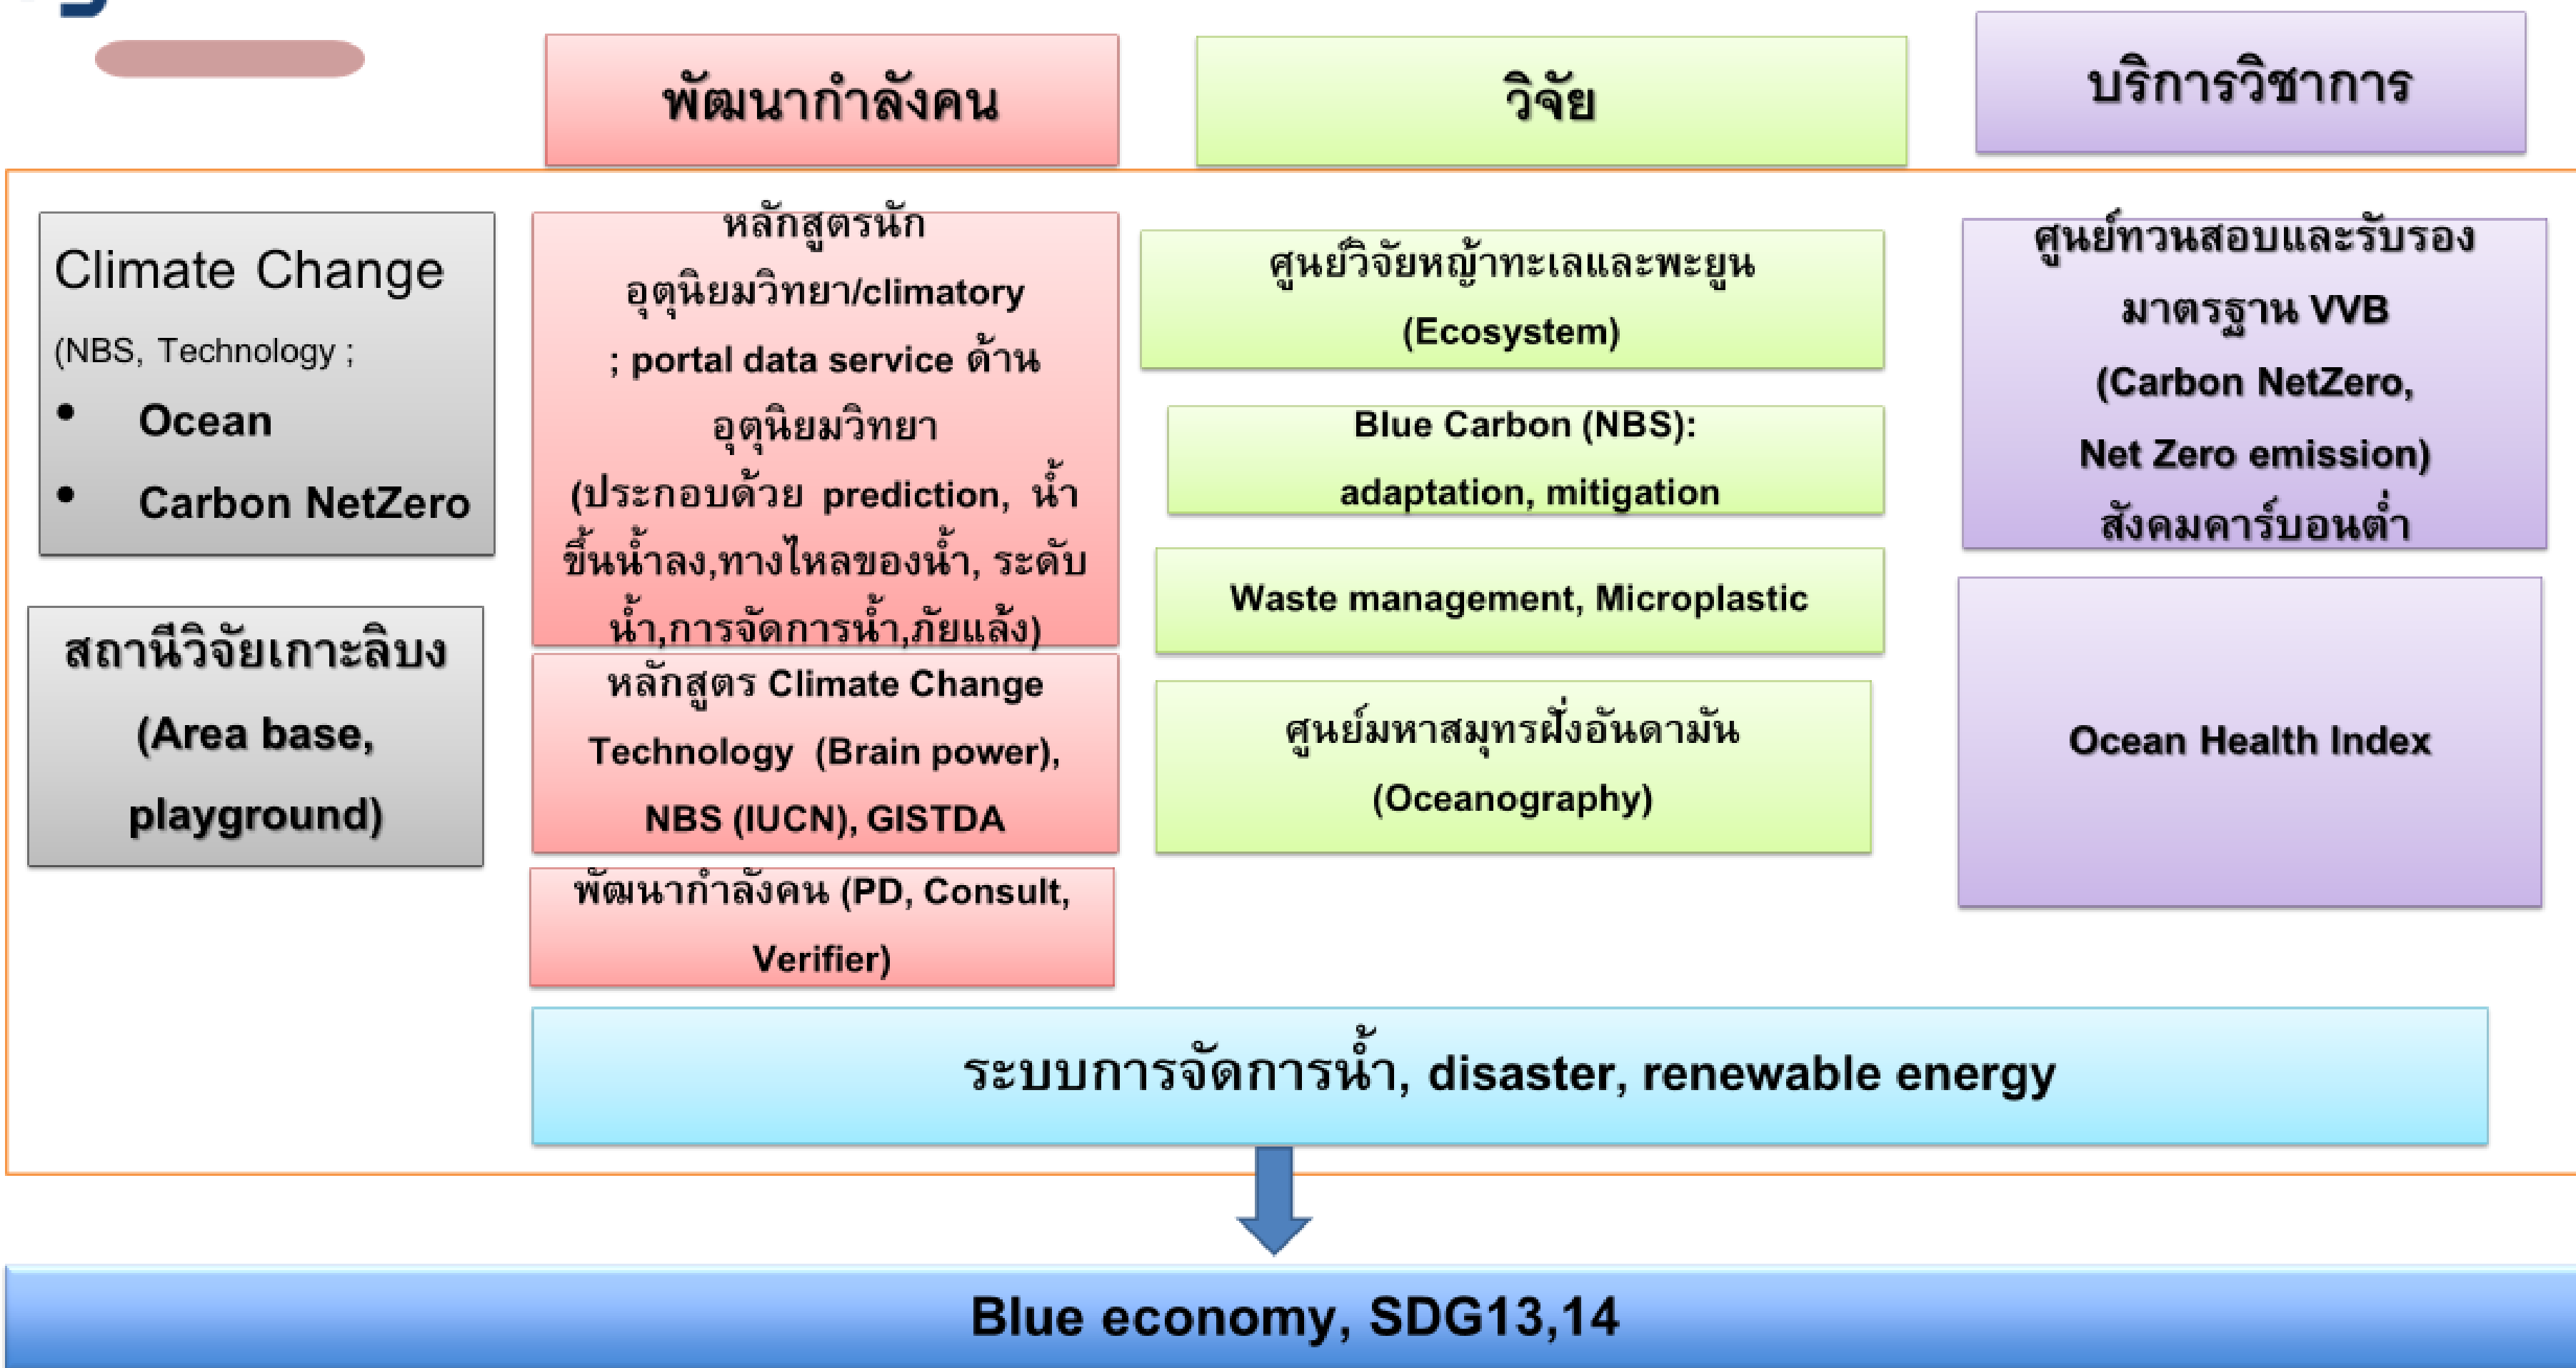 พัฒนากำลังคน
วิจัย
บริการวิชาการ
Climate Change
(NBS, Technology ;
• Ocean
• Carbon NetZero
สถานีวิจัยเกาะลิบง
(Area base,
playground)
หลักสูตรนัก
อุตุนิยมวิทยา/climatory
; portal data service ด้าน
อุตุนิยมวิทยา
(ประกอบด้วย prediction, น้ำ
ขึ้นน้ำลง,ทางไหลของน้ำ, ระดับ
น้ำ,การจัดการน้ำ,ภัยแล้ง)
หลักสูตร Climate Change
Technology (Brain power),
NBS (IUCN), GISTDA
พัฒนากำลังคน (PD, Consult,
Verifier)
ศูนย์วิจัยหญ้าทะเลและพะยูน
(Ecosystem)
Blue Carbon (NBS):
adaptation, mitigation
Waste management, Microplastic
ศูนย์มหาสมุทรฝั่งอันดามัน
(Oceanography)
ศูนย์ทวนสอบและรับรอง
มาตรฐาน VVB
(Carbon NetZero,
Net Zero emission)
สังคมคาร์บอนต่ำ
Ocean Health Index
ระบบการจัดการน้ำ, disaster, renewable energy
Blue economy, SDG13,14